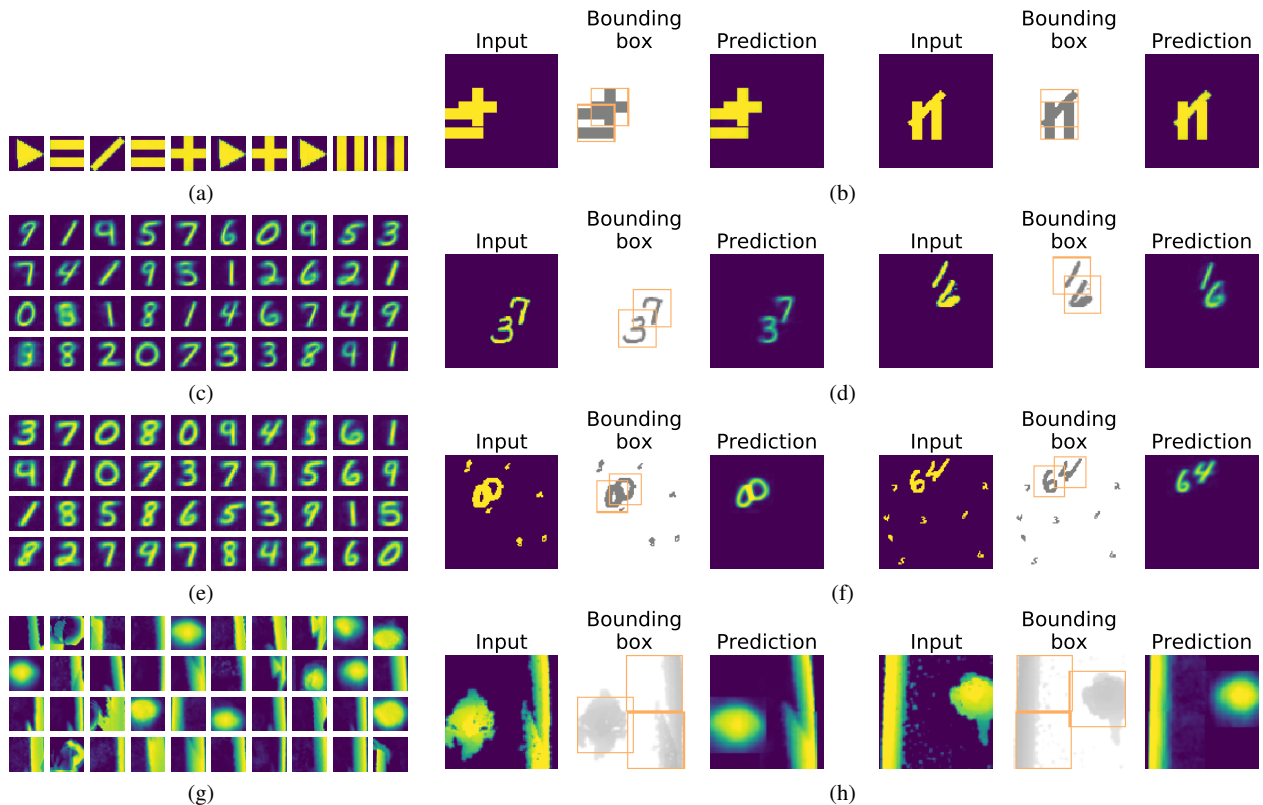 Input
Bounding box
Prediction
Input
Bounding box
Prediction
(a)
(b)
Input
Bounding box
Prediction
Input
Bounding box
Prediction
(c)
(d)
Input
Bounding box
Prediction
Input
Bounding box
Prediction
(e)
(f)
Input
Bounding box
Prediction
Input
Bounding box
Prediction
(g)
(h)